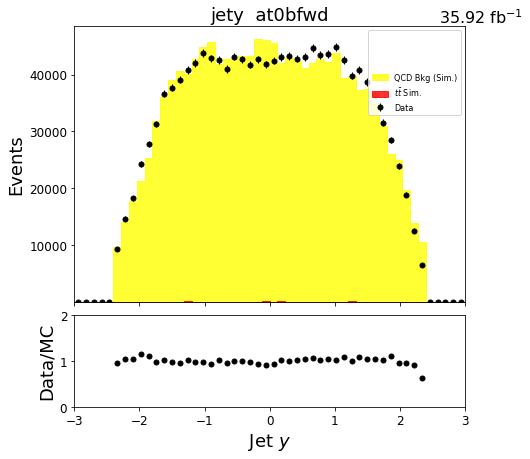 jety at0bfwd
35.92 fb⁻¹
QCD Bkg (Sim.)
tt̄ Sim.
Data
Events
40000
30000
20000
10000
Data/MC
2
1
0
−3 −2 −1 0 1 2 3
Jet y